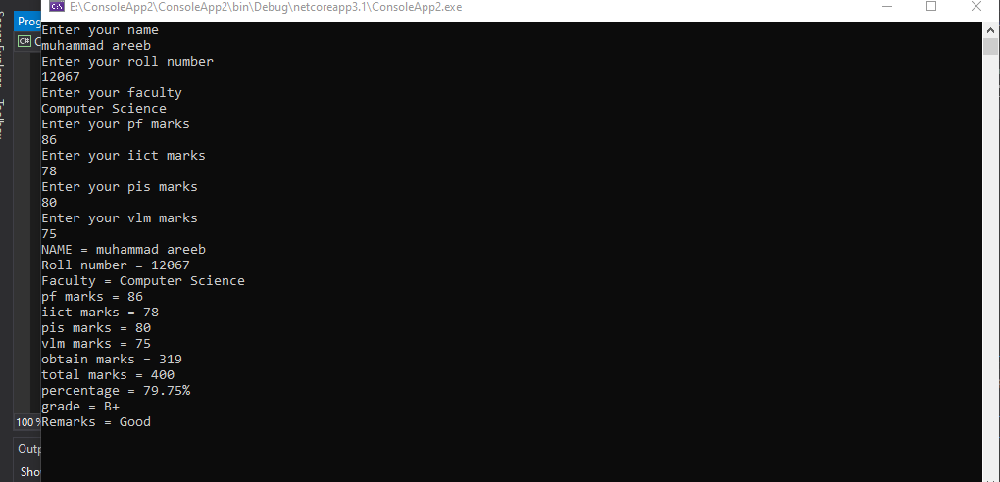 E:\ConsoleApp2\ConsoleApp2\bin\Debug\netcoreapp3.1\ConsoleApp2.exe
Prog
C#
Enter your name
muhammad areeb
Enter your roll number
12067
Enter your faculty
Computer Science
Enter your pf marks
86
Enter your iict marks
78
Enter your pis marks
80
Enter your vlm marks
75
NAME = muhammad areeb
Roll number = 12067
Faculty = Computer Science
pf marks = 86
iict marks = 78
pis marks = 80
vlm marks = 75
obtain marks = 319
total marks = 400
percentage = 79.75%
grade = B+
Remarks = Good
100 %
Outp
Sho